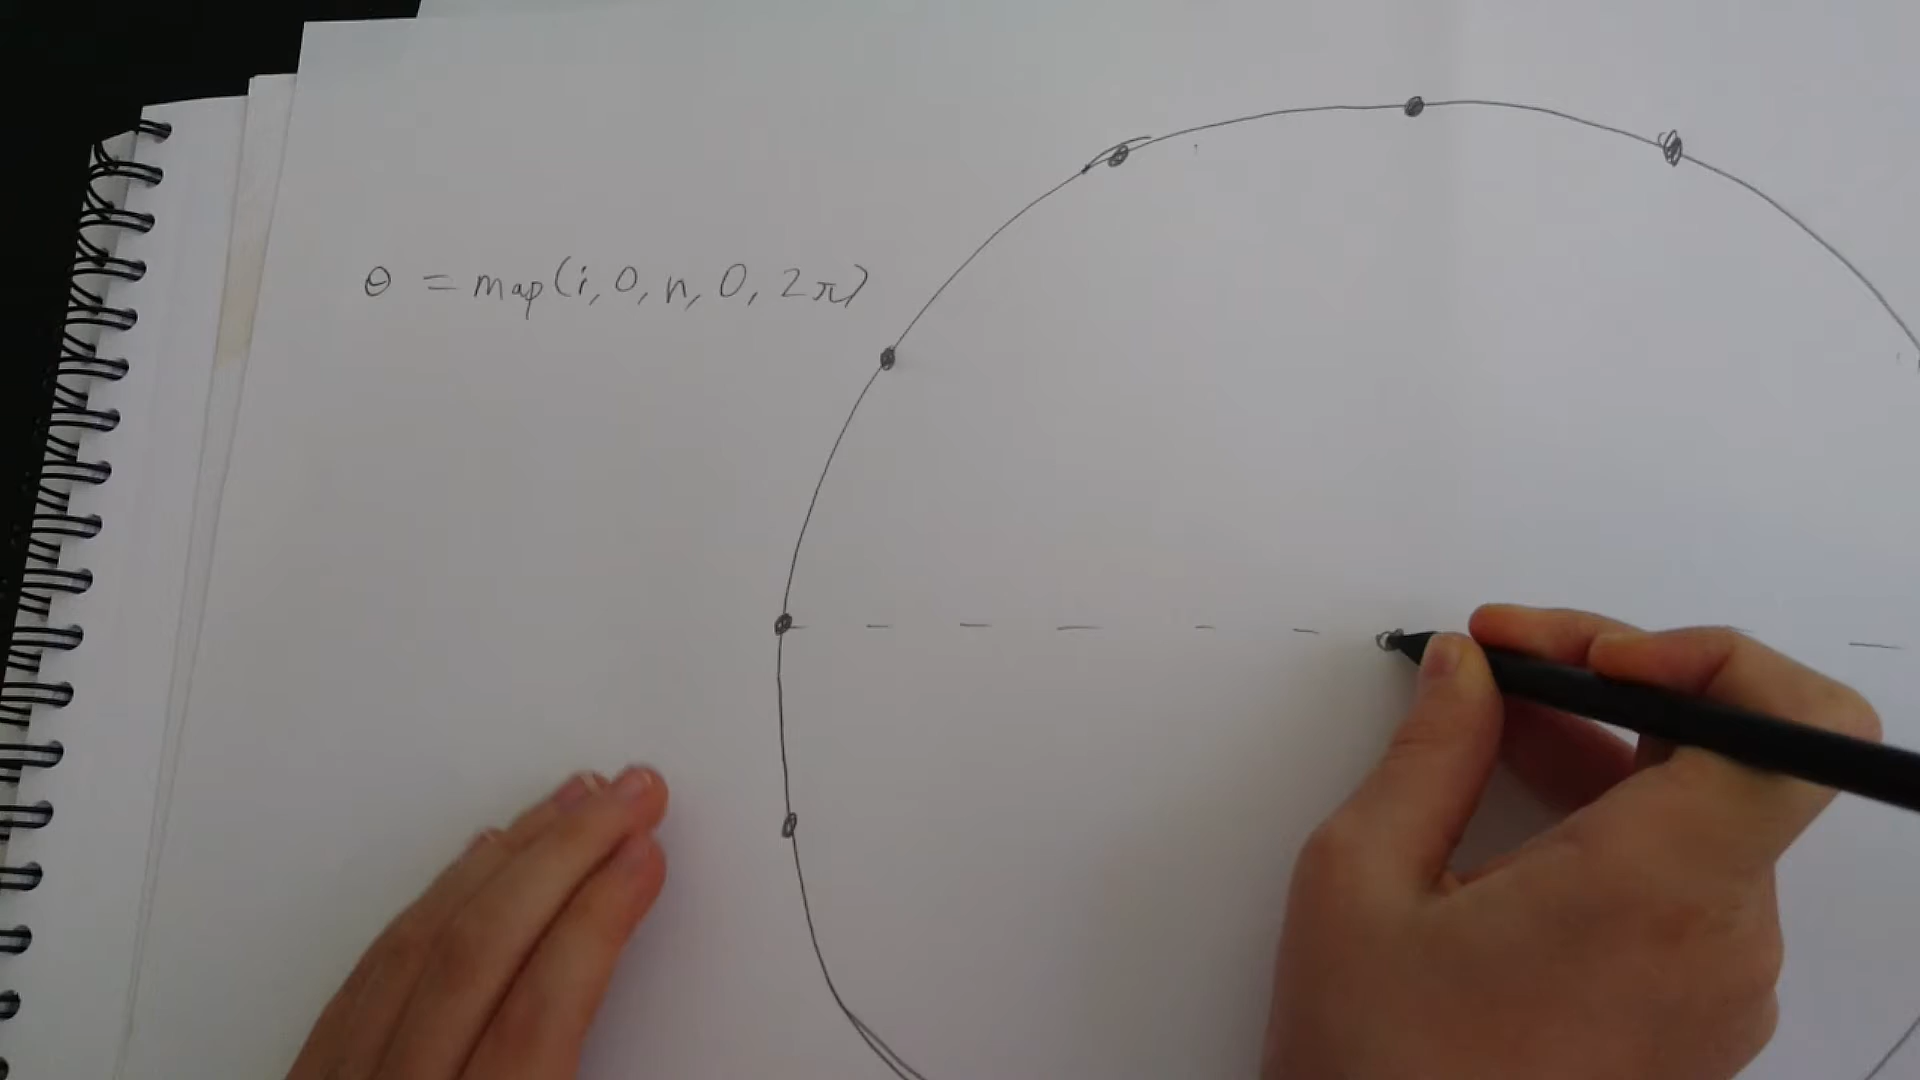 θ = map(i, 0, n, 0, 2π)